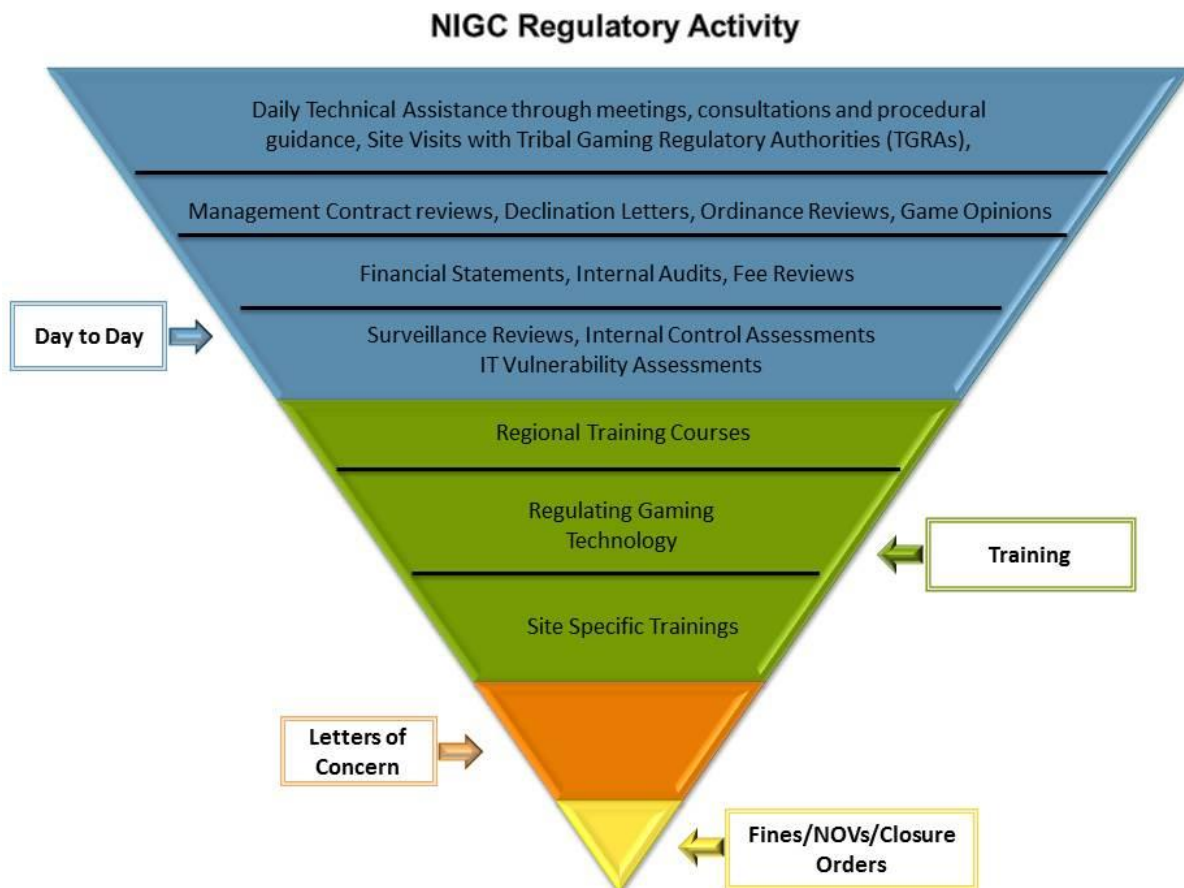 NIGC Regulatory Activity
Daily Technical Assistance through meetings, consultations and procedural
guidance, Site Visits with Tribal Gaming Regulatory Authorities (TGRAs),
Management Contract reviews, Declination Letters, Ordinance Reviews, Game Opinions
Financial Statements, Internal Audits, Fee Reviews
Day to Day
Surveillance Reviews, Internal Control Assessments
IT Vulnerability Assessments
Regional Training Courses
Regulating Gaming
Technology
Training
Site Specific Trainings
Letters of
Concern
Fines/NOVs/Closure
Orders